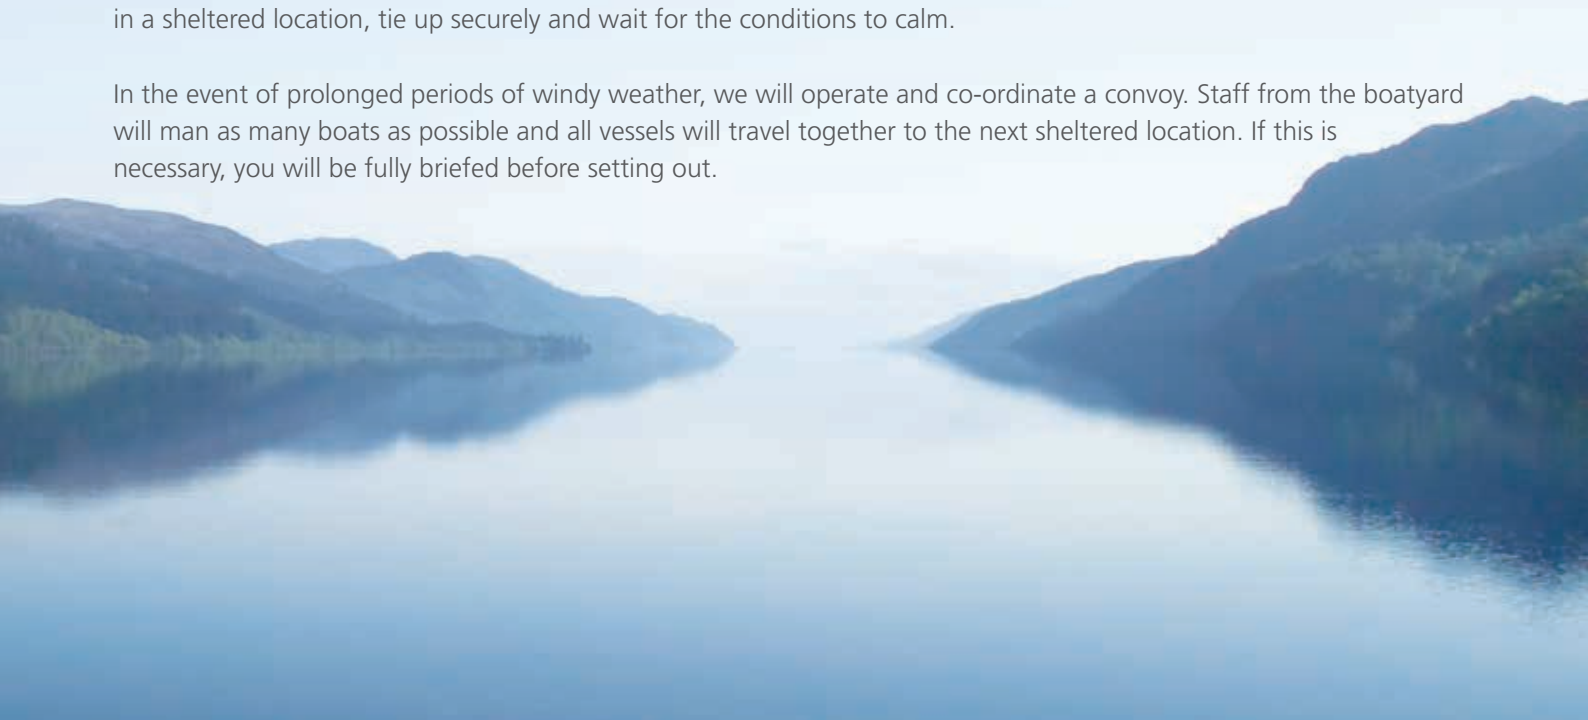 in a sheltered location, tie up securely and wait for the conditions to calm.
In the event of prolonged periods of windy weather, we will operate and co-ordinate a convoy. Staff from the boatyard
will man as many boats as possible and all vessels will travel together to the next sheltered location. If this is
necessary, you will be fully briefed before setting out.